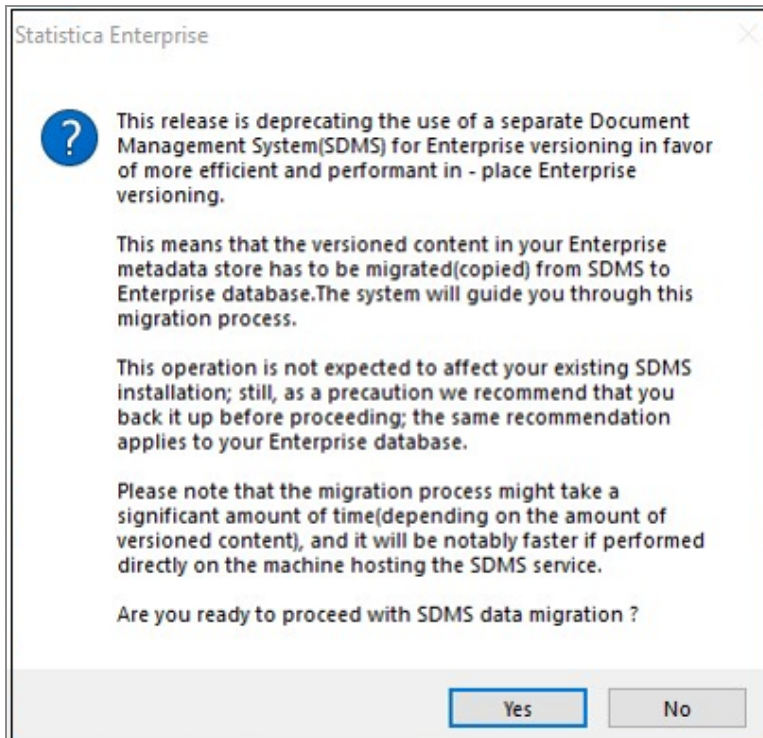 Statistica Enterprise
?
This release is deprecating the use of a separate Document
Management System(SDMS) for Enterprise versioning in favor
of more efficient and performant in - place Enterprise
versioning.
This means that the versioned content in your Enterprise
metadata store has to be migrated(copied) from SDMS to
Enterprise database.The system will guide you through this
migration process.
This operation is not expected to affect your existing SDMS
installation; still, as a precaution we recommend that you
back it up before proceeding; the same recommendation
applies to your Enterprise database.
Please note that the migration process might take a
significant amount of time(depending on the amount of
versioned content), and it will be notably faster if performed
directly on the machine hosting the SDMS service.
Are you ready to proceed with SDMS data migration ?
Yes No